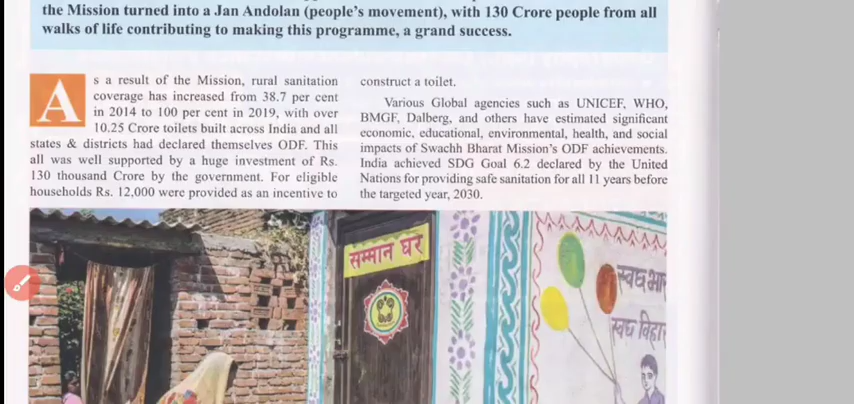 the Mission turned into a Jan Andolan (people's movement), with 130 Crore people from all
walks of life contributing to making this programme, a grand success.
As a result of the Mission, rural sanitation
coverage has increased from 38.7 per cent
in 2014 to 100 per cent in 2019, with over
10.25 Crore toilets built across India and all
states & districts had declared themselves ODF. This
all was well supported by a huge investment of Rs.
130 thousand Crore by the government. For eligible
households Rs. 12,000 were provided as an incentive to
construct a toilet.
Various Global agencies such as UNICEF, WHO,
BMGF, Dalberg, and others have estimated significant
economic, educational, environmental, health, and social
impacts of Swachh Bharat Mission's ODF achievements.
India achieved SDG Goal 6.2 declared by the United
Nations for providing safe sanitation for all 11 years before
the targeted year, 2030.
सम्मान घर
स्वच्छ भा
स्वच्छ बिहा